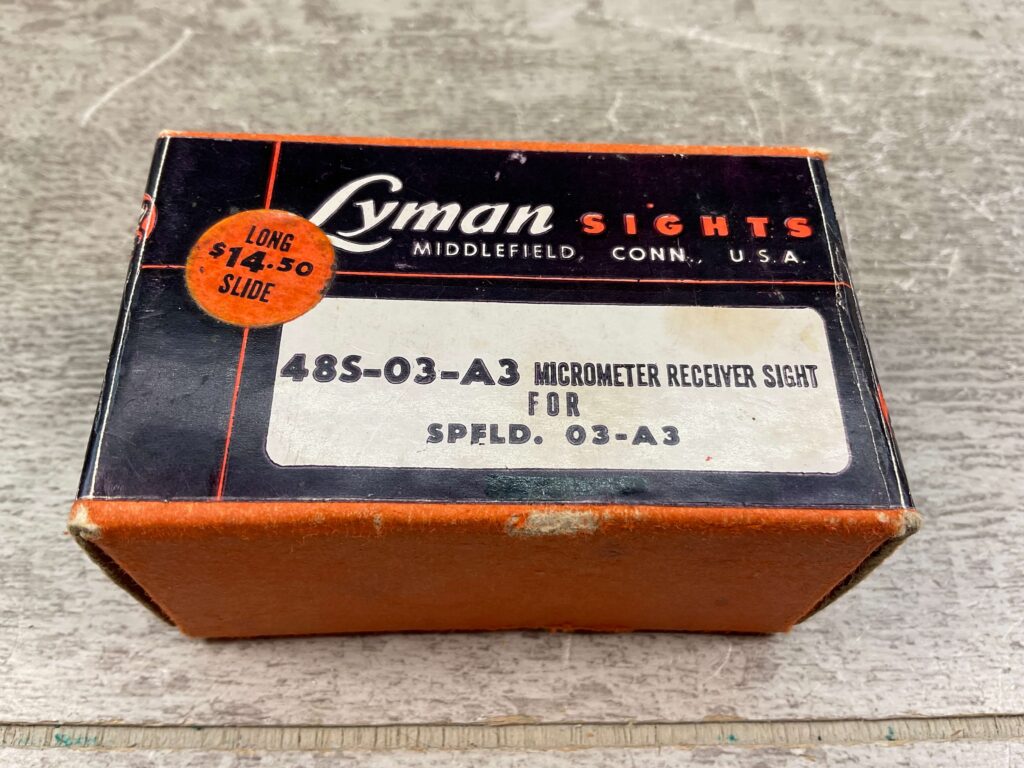 Lyman SIGHTS
MIDDLEFIELD, CONN., U.S.A.
LONG
$14.50
SLIDE
48S-03-A3 MICROMETER RECEIVER SIGHT
FOR
SPFLD. 03-A3